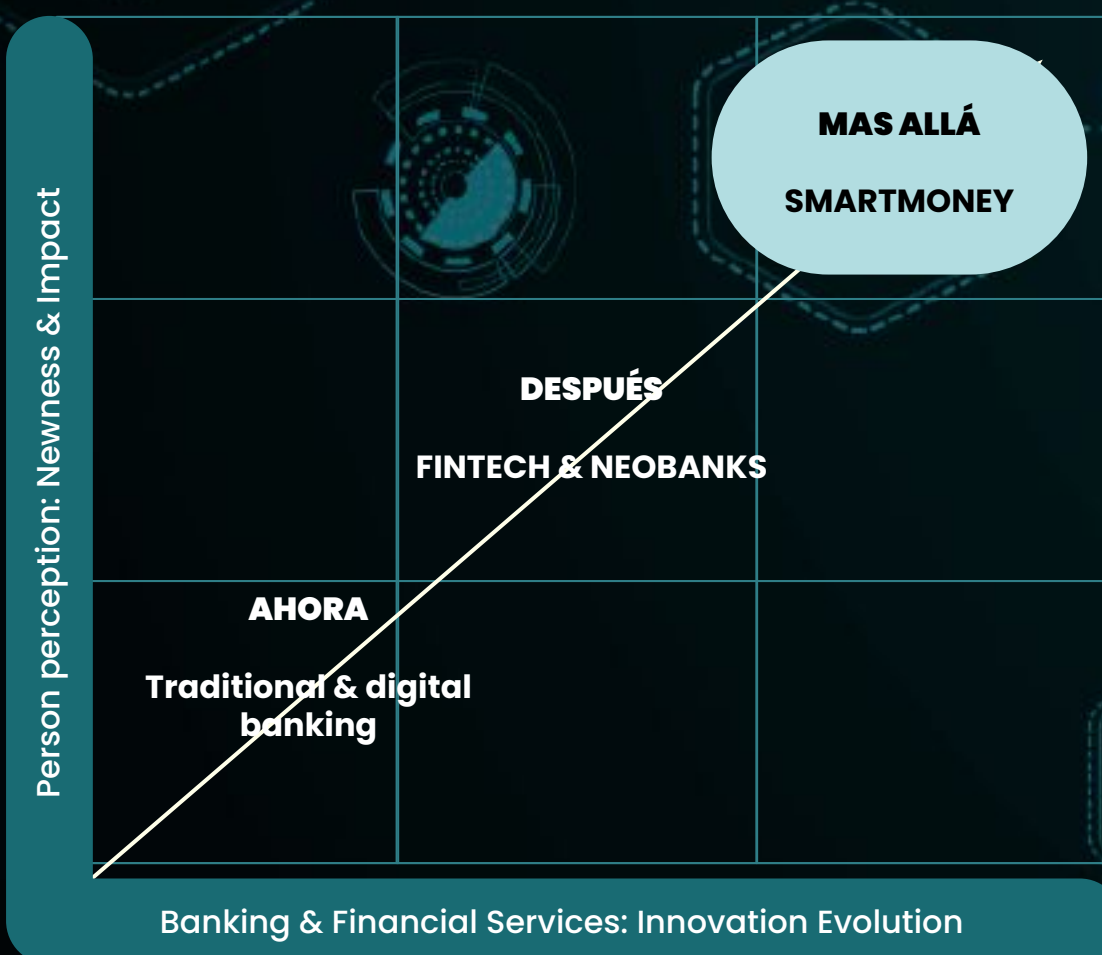 Person perception: Newness & Impact
MAS ALLÁ
SMARTMONEY
DESPUÉS
FINTECH & NEOBANKS
AHORA
Traditional & digital
banking
Banking & Financial Services: Innovation Evolution